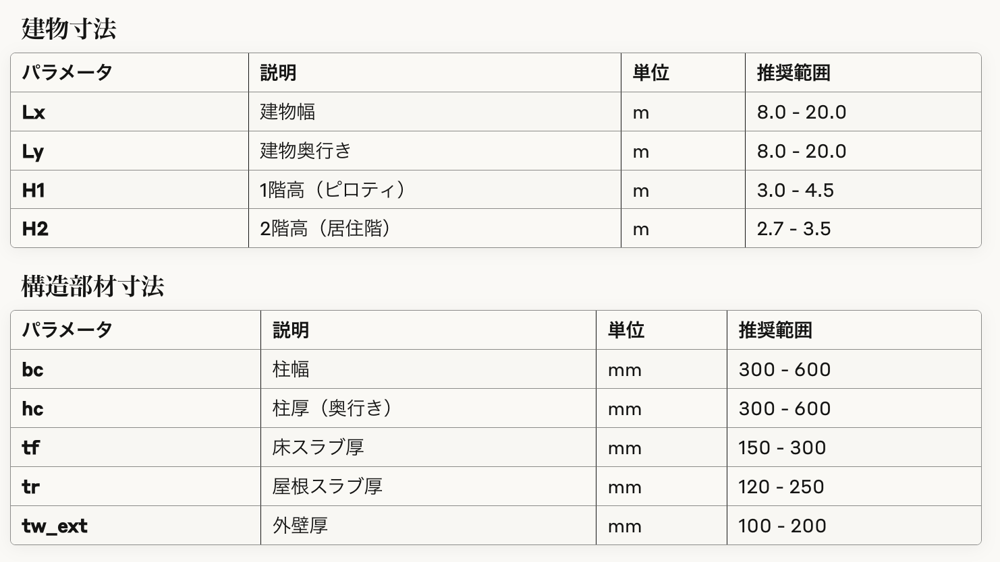 建物寸法
パラメータ 説明 単位 推奨範囲
Lx 建物幅 m 8.0 - 20.0
Ly 建物奥行き m 8.0 - 20.0
H1 1階高（ピロティ） m 3.0 - 4.5
H2 2階高（居住階） m 2.7 - 3.5
構造部材寸法
パラメータ 説明 単位 推奨範囲
bc 柱幅 mm 300 - 600
hc 柱厚（奥行き） mm 300 - 600
tf 床スラブ厚 mm 150 - 300
tr 屋根スラブ厚 mm 120 - 250
tw_ext 外壁厚 mm 100 - 200